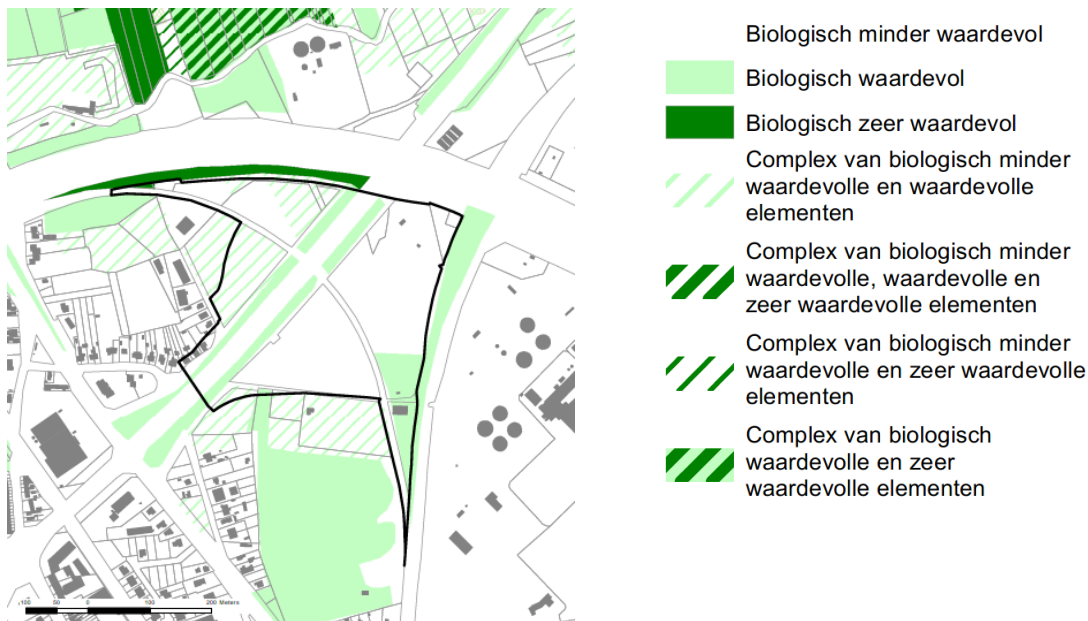 Biologisch minder waardevol
Biologisch waardevol
Biologisch zeer waardevol
Complex van biologisch minder
waardevolle en waardevolle
elementen
Complex van biologisch minder
waardevolle, waardevolle en
zeer waardevolle elementen
Complex van biologisch minder
waardevolle en zeer waardevolle
elementen
Complex van biologisch
waardevolle en zeer
waardevolle elementen
100 50 0 100 200 Meters